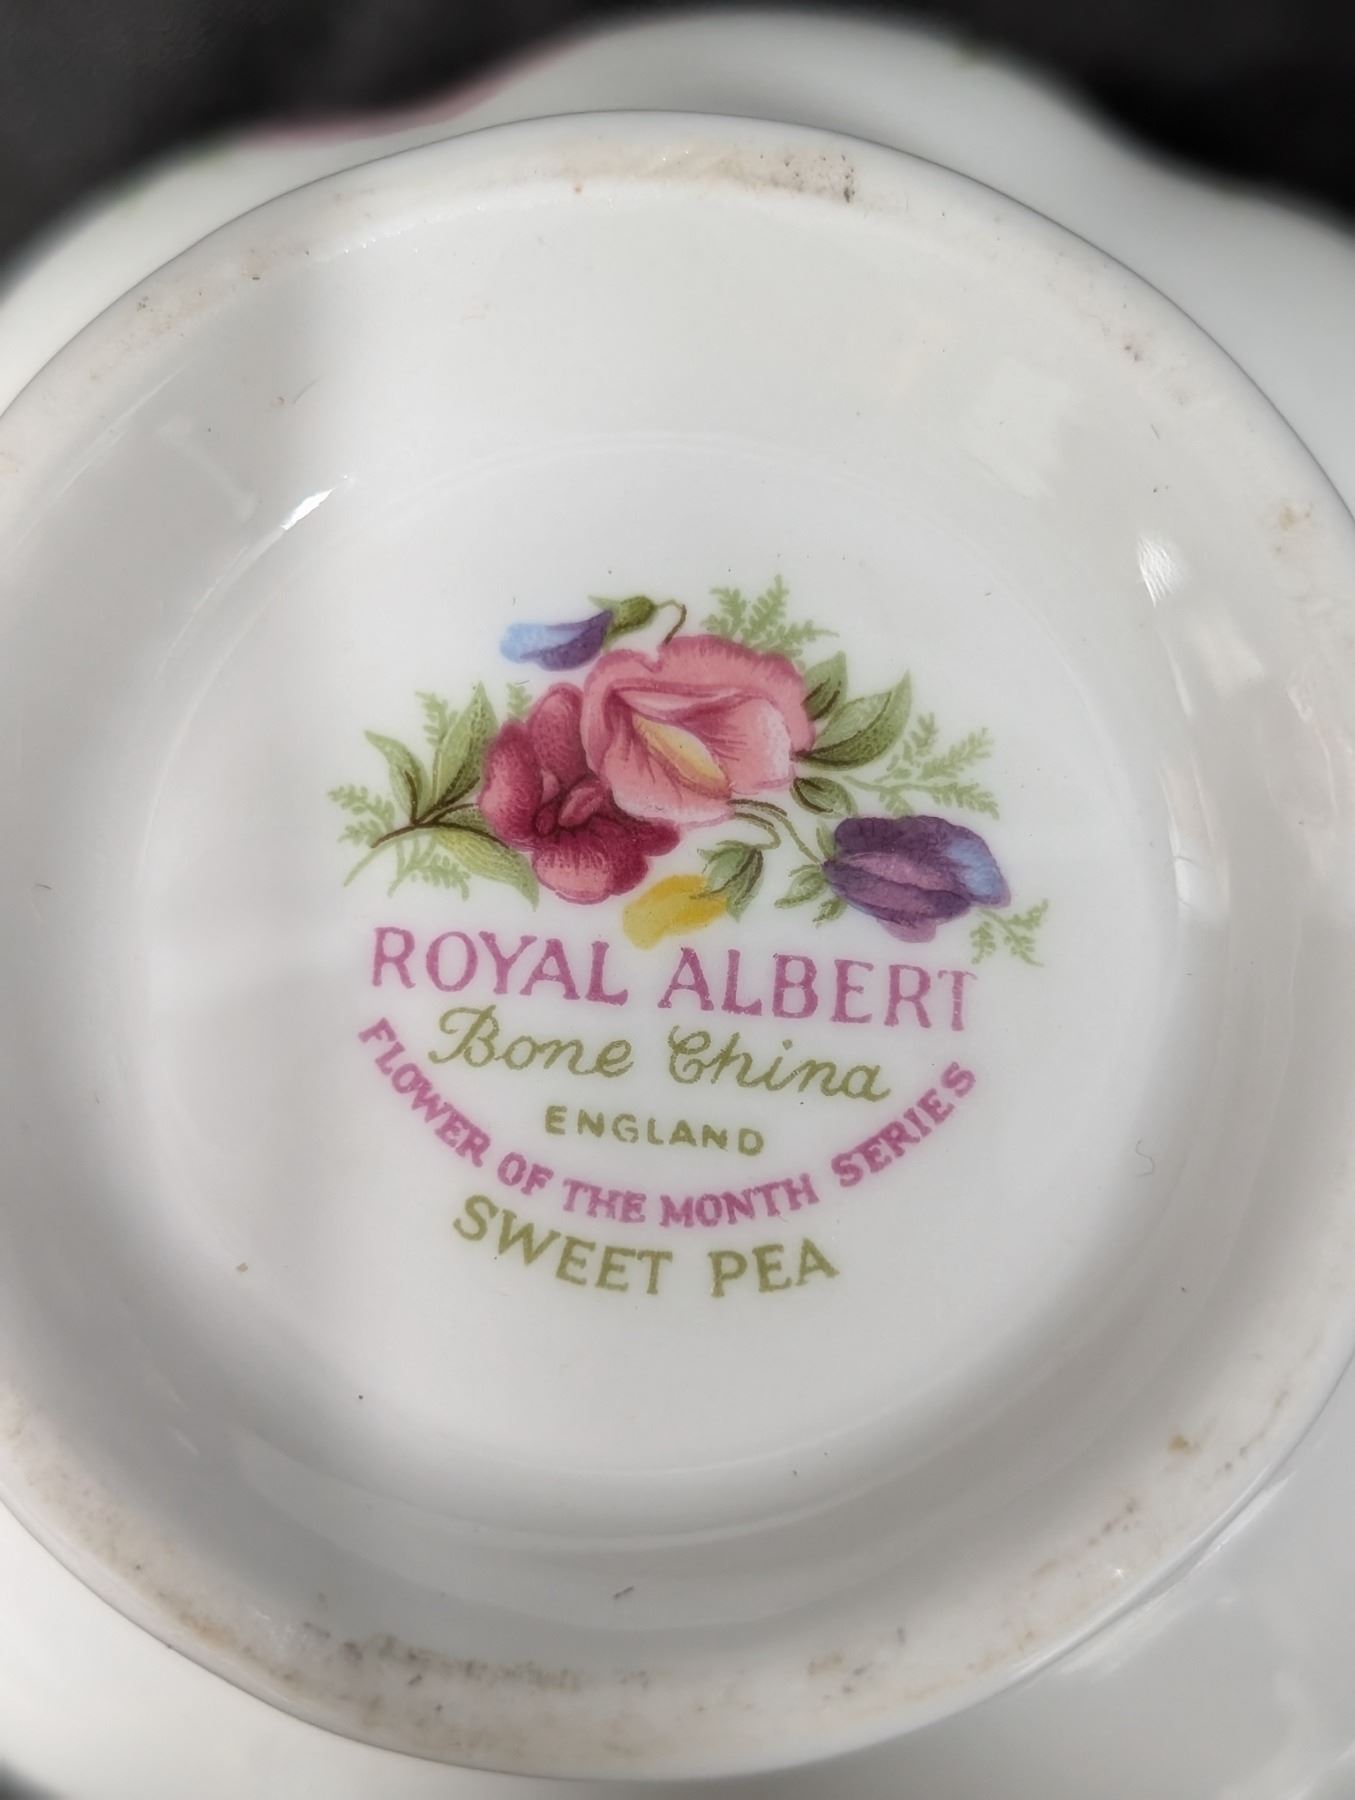 ROYAL ALBERT
Bone China
ENGLAND
FLOWER OF THE MONTH SERIES
SWEET PEA